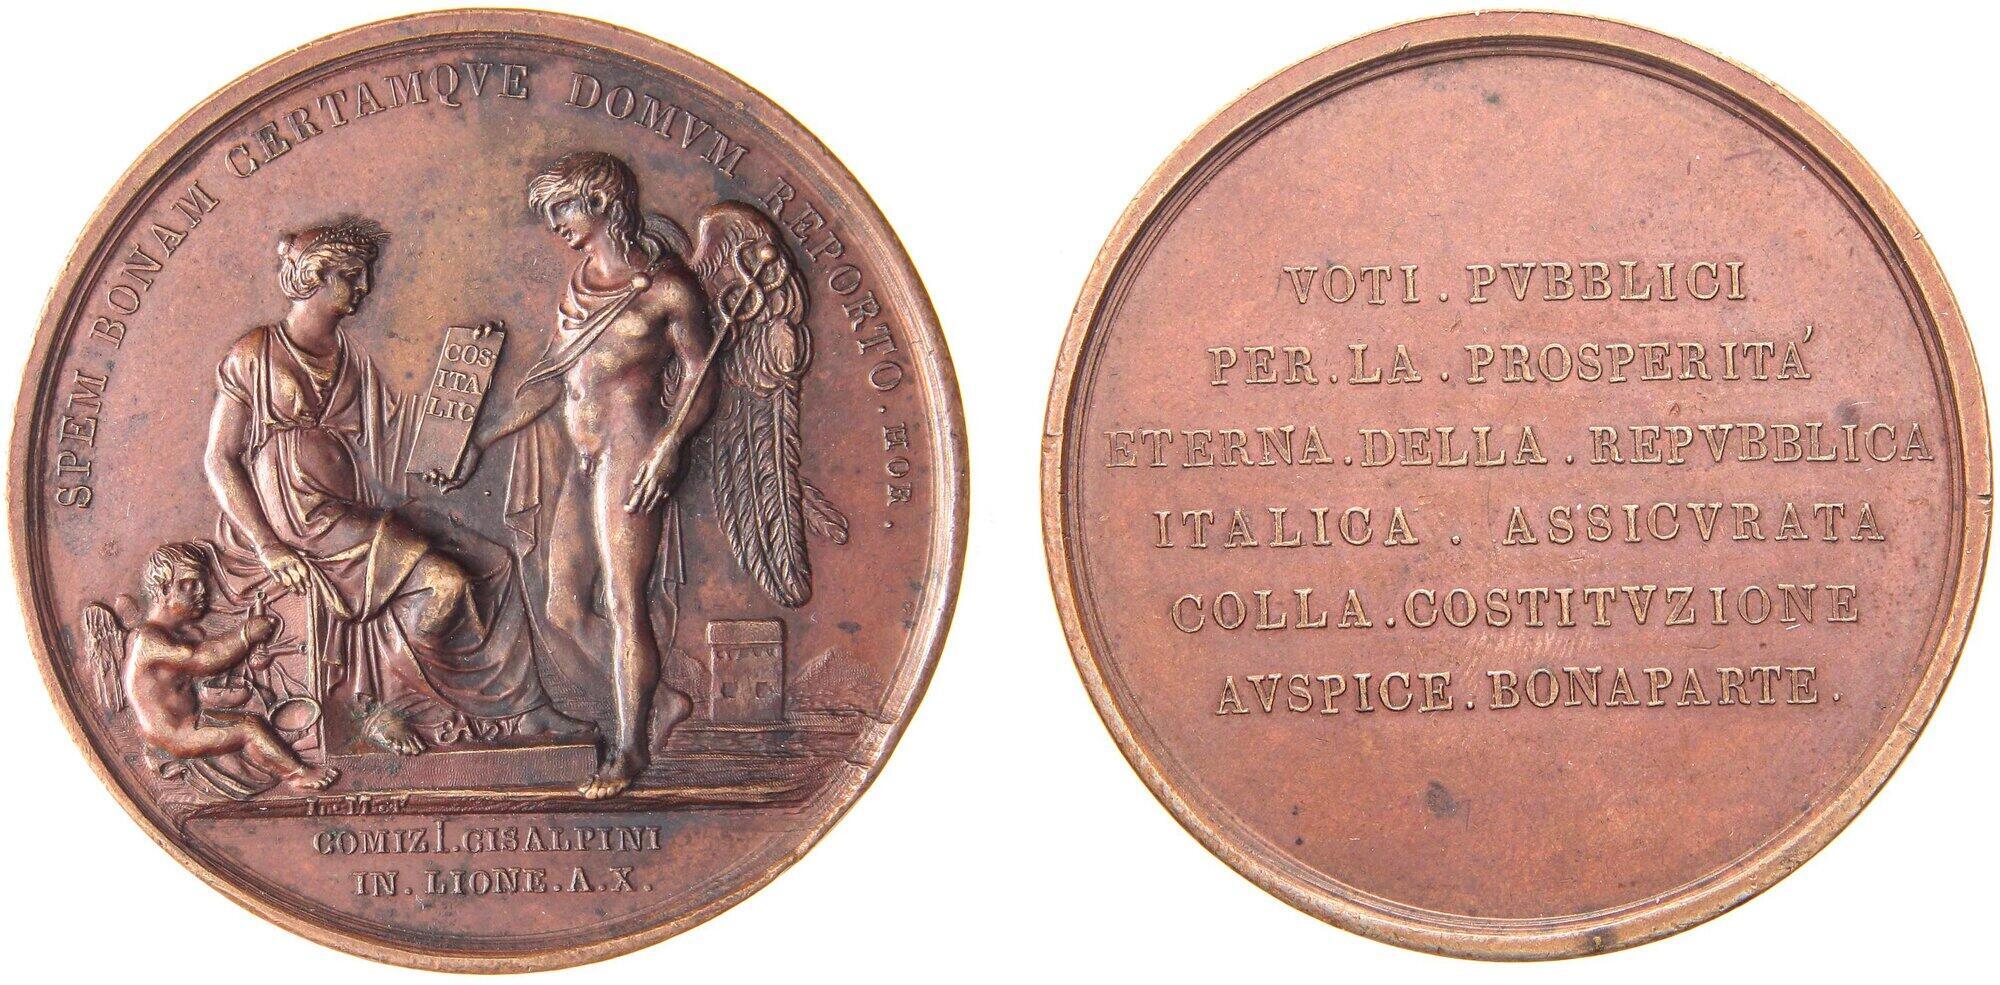 SPEM BONAM CERTAMQVE DOMVM REPORTO . HOR .
COS
ITA
LIC
COMIZI . CISALPINI
IN . LIONE . A . X .
VOTI . PVBBLICI
PER . LA . PROSPERITÁ
ETERNA . DELLA . REPVBBLICA
ITALICA . ASSICVRATA
COLLA . COSTITVZIONE
AVSPICE . BONAPARTE .